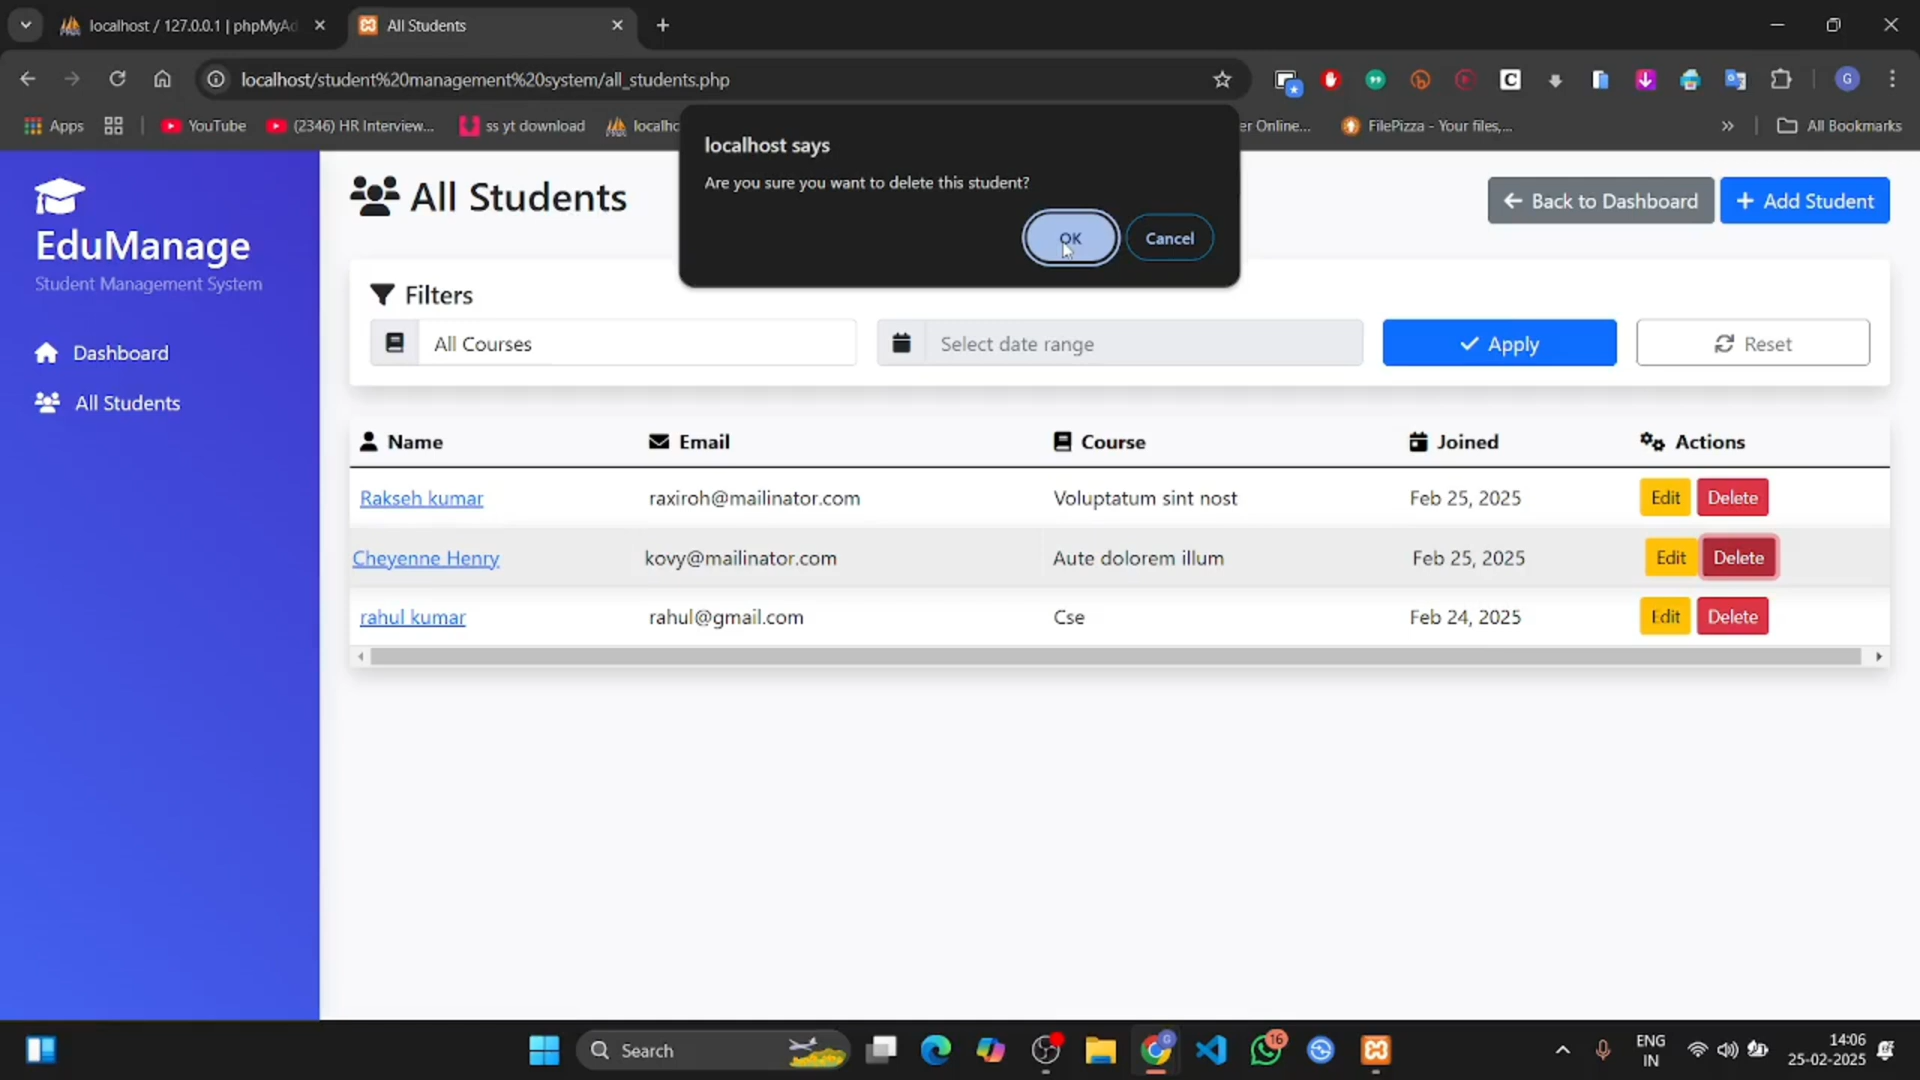 localhost / 127.0.0.1 | phpMyAd
All Students
localhost/student%20management%20system/all_students.php
Apps
YouTube
(2346) HR Interview...
ss yt download
localho
er Online...
FilePizza - Your files,...
All Bookmarks
localhost says
Are you sure you want to delete this student?
OK
Cancel
EduManage
Student Management System
Dashboard
All Students
All Students
Back to Dashboard
Add Student
Filters
All Courses
Select date range
Apply
Reset
Name Email Course Joined Actions
Rakseh kumar raxiroh@mailinator.com Voluptatum sint nost Feb 25, 2025 Edit Delete
Cheyenne Henry kovy@mailinator.com Aute dolorem illum Feb 25, 2025 Edit Delete
rahul kumar rahul@gmail.com Cse Feb 24, 2025 Edit Delete
Search
16
ENG
IN
14:06
25-02-2025